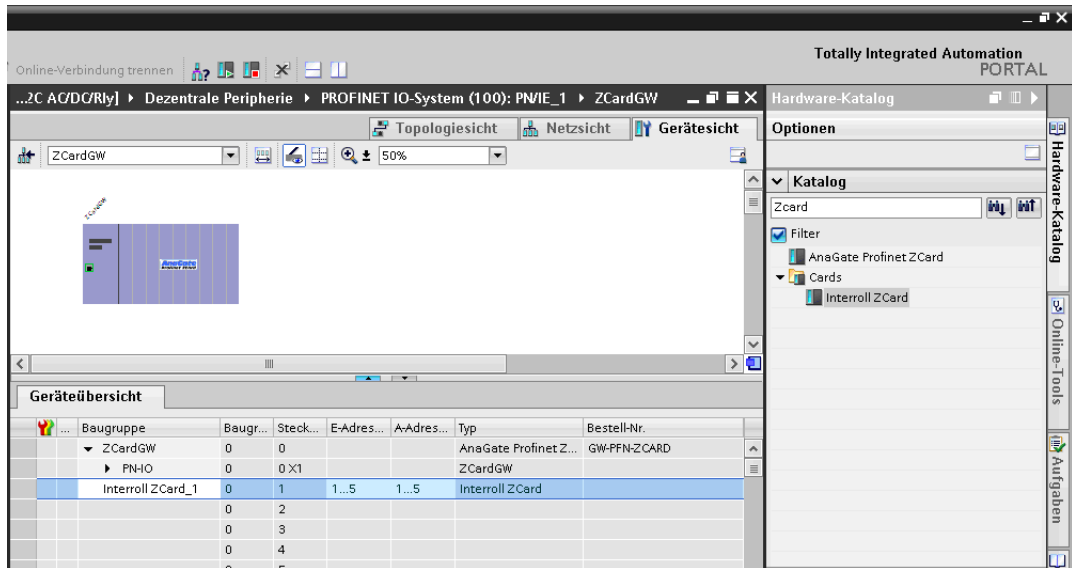 Totally Integrated Automation
PORTAL
Online-Verbindung trennen
...2C AC/DC/Rly] Dezentrale Peripherie PROFINET IO-System (100): PN/IE_1 ZCardGW
Hardware-Katalog
Topologiesicht Netzsicht Gerätesicht
Optionen
ZCardGW 50%
Katalog
Zcard
Filter
AnaGate Profinet ZCard
Cards
Interroll ZCard
AnaGate
Hardware-Katalog
Online-Tools
Aufgaben
Geräteübersicht
... Baugruppe Baugr... Steck... E-Adres... A-Adres... Typ Bestell-Nr.
ZCardGW 0 0 AnaGate Profinet Z... GW-PFN-ZCARD
PN-IO 0 0 X1 ZCardGW
Interroll ZCard_1 0 1 1...5 1...5 Interroll ZCard
0 2
0 3
0 4